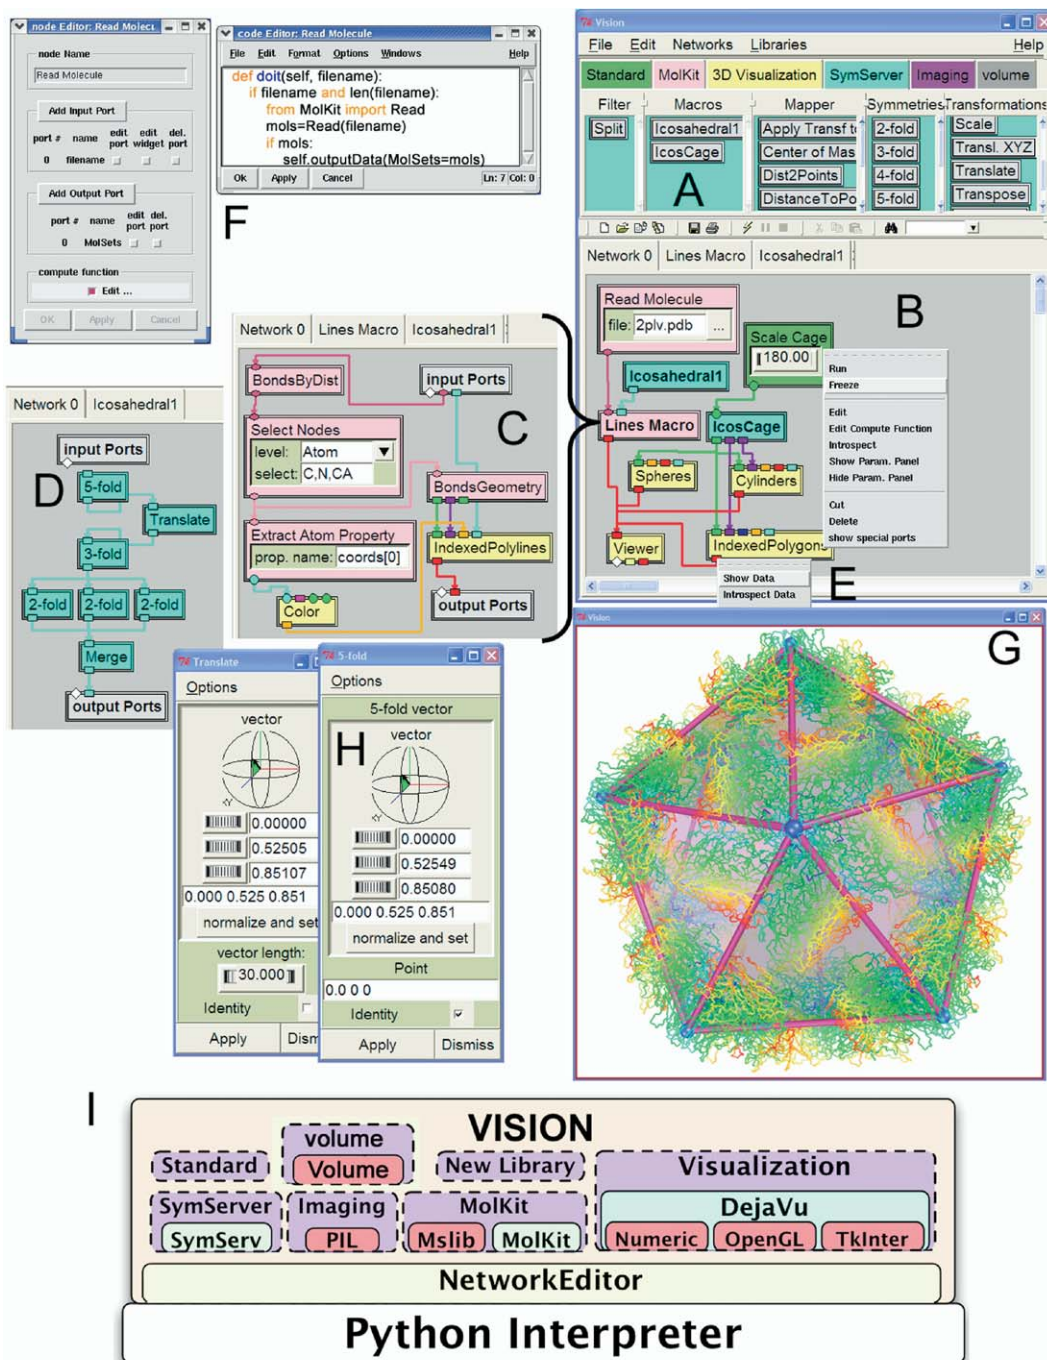 node Editor: Read Molecu
node Name
Read Molecule
Add Input Port
port # name edit port edit widget del. port
0 filename
Add Output Port
port # name edit port del. port
0 MolSets
compute function
Edit ...
OK Apply Cancel
code Editor: Read Molecule
File Edit Format Options Windows Help
def doit(self, filename):
if filename and len(filename):
from MolKit import Read
mols=Read(filename)
if mols:
self.outputData(MolSets=mols)
Ok Apply Cancel Ln: 7 Col: 0
F
Vision
File Edit Networks Libraries Help
Standard MolKit 3D Visualization SymServer Imaging volume
Filter Macros Mapper Symmetries Transformations
Split Icosahedral1 Apply Transf to 2-fold Scale
IcosCage Center of Mas 3-fold Transl. XYZ
Dist2Points 4-fold Translate
DistanceToPo 5-fold Transpose
A
Network 0 Lines Macro Icosahedral1
B
Read Molecule
file: 2plv.pdb ...
Scale Cage
180.00
Icosahedral1
Lines Macro IcosCage
Spheres Cylinders
Viewer IndexedPolygons
Run
Freeze
Edit
Edit Compute Function
Introspect
Show Param. Panel
Hide Param. Panel
Cut
Delete
show special ports
Show Data
Introspect Data
E
Network 0 Lines Macro Icosahedral1
BondsByDist input Ports
C
Select Nodes
level: Atom
select: C,N,CA
BondsGeometry
Extract Atom Property
prop. name: coords[0]
IndexedPolylines
Color
output Ports
Network 0 Icosahedral1
input Ports
D
5-fold
Translate
3-fold
2-fold 2-fold 2-fold
Merge
output Ports
Translate
Options
vector
XY
0.00000
0.52505
0.85107
0.000 0.525 0.851
normalize and set
vector length:
30.000
Identity
Apply Dism
5-fold
Options
5-fold vector
H
vector
XY
0.00000
0.52549
0.85080
0.000 0.525 0.851
normalize and set
Point
0.0 0 0
Identity
Apply Dismiss
Vision
G
I
VISION
volume
Volume
Standard
New Library
Visualization
SymServer
SymServ
Imaging
PIL
MolKit
Mslib MolKit
DejaVu
Numeric OpenGL TkInter
NetworkEditor
Python Interpreter